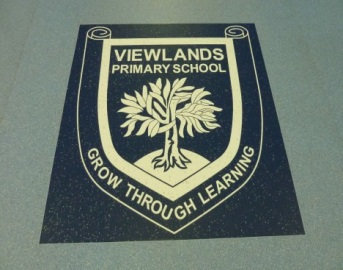 VIEWLANDS
PRIMARY SCHOOL
GROW THROUGH LEARNING